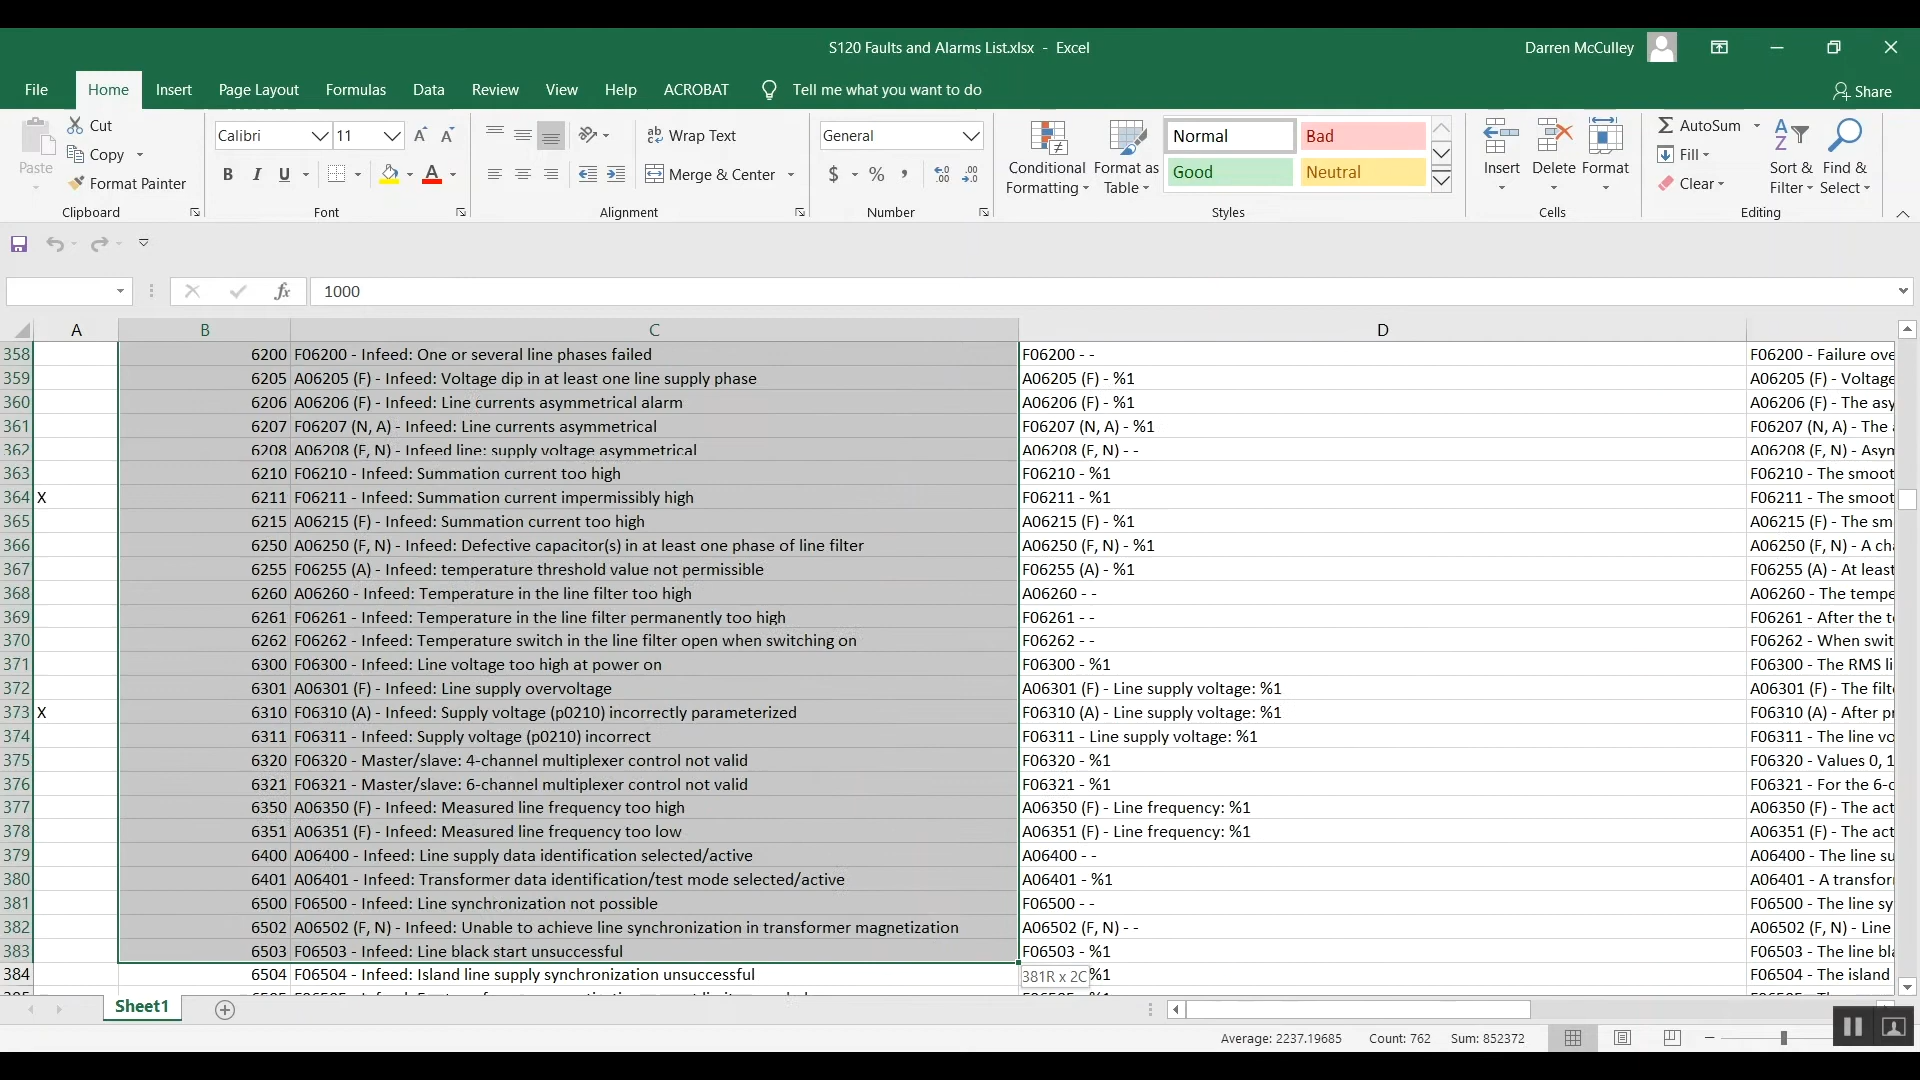 S120 Faults and Alarms List.xlsx - Excel
Darren McCulley
File Home Insert Page Layout Formulas Data Review View Help ACROBAT Tell me what you want to do
Share
Paste
Cut
Copy
Format Painter
Clipboard
Calibri 11
B I U
Font
Wrap Text
Merge & Center
Alignment
General
$ % ,
Number
Conditional Formatting
Format as Table
Normal Bad
Good Neutral
Styles
Insert Delete Format
Cells
AutoSum
Fill
Clear
Sort & Filter
Find & Select
Editing
fx 1000
A B C D
358 6200 F06200 - Infeed: One or several line phases failed F06200 - - F06200 - Failure ove
359 6205 A06205 (F) - Infeed: Voltage dip in at least one line supply phase A06205 (F) - %1 A06205 (F) - Voltage
360 6206 A06206 (F) - Infeed: Line currents asymmetrical alarm A06206 (F) - %1 A06206 (F) - The asy
361 6207 F06207 (N, A) - Infeed: Line currents asymmetrical F06207 (N, A) - %1 F06207 (N, A) - The
362 6208 A06208 (F, N) - Infeed line: supply voltage asymmetrical A06208 (F, N) - - A06208 (F, N) - Asyn
363 6210 F06210 - Infeed: Summation current too high F06210 - %1 F06210 - The smoot
364 X 6211 F06211 - Infeed: Summation current impermissibly high F06211 - %1 F06211 - The smoot
365 6215 A06215 (F) - Infeed: Summation current too high A06215 (F) - %1 A06215 (F) - The sm
366 6250 A06250 (F, N) - Infeed: Defective capacitor(s) in at least one phase of line filter A06250 (F, N) - %1 A06250 (F, N) - A cha
367 6255 F06255 (A) - Infeed: temperature threshold value not permissible F06255 (A) - %1 F06255 (A) - At least
368 6260 A06260 - Infeed: Temperature in the line filter too high A06260 - - A06260 - The tempe
369 6261 F06261 - Infeed: Temperature in the line filter permanently too high F06261 - - F06261 - After the t
370 6262 F06262 - Infeed: Temperature switch in the line filter open when switching on F06262 - - F06262 - When swit
371 6300 F06300 - Infeed: Line voltage too high at power on F06300 - %1 F06300 - The RMS li
372 6301 A06301 (F) - Infeed: Line supply overvoltage A06301 (F) - Line supply voltage: %1 A06301 (F) - The filt
373 X 6310 F06310 (A) - Infeed: Supply voltage (p0210) incorrectly parameterized F06310 (A) - Line supply voltage: %1 F06310 (A) - After p
374 6311 F06311 - Infeed: Supply voltage (p0210) incorrect F06311 - Line supply voltage: %1 F06311 - The line vo
375 6320 F06320 - Master/slave: 4-channel multiplexer control not valid F06320 - %1 F06320 - Values 0, 1
376 6321 F06321 - Master/slave: 6-channel multiplexer control not valid F06321 - %1 F06321 - For the 6-c
377 6350 A06350 (F) - Infeed: Measured line frequency too high A06350 (F) - Line frequency: %1 A06350 (F) - The act
378 6351 A06351 (F) - Infeed: Measured line frequency too low A06351 (F) - Line frequency: %1 A06351 (F) - The act
379 6400 A06400 - Infeed: Line supply data identification selected/active A06400 - - A06400 - The line su
380 6401 A06401 - Infeed: Transformer data identification/test mode selected/active A06401 - %1 A06401 - A transfor
381 6500 F06500 - Infeed: Line synchronization not possible F06500 - - F06500 - The line sy
382 6502 A06502 (F, N) - Infeed: Unable to achieve line synchronization in transformer magnetization A06502 (F, N) - - A06502 (F, N) - Line
383 6503 F06503 - Infeed: Line black start unsuccessful F06503 - %1 F06503 - The line bla
384 6504 F06504 - Infeed: Island line supply synchronization unsuccessful 381R x 2C %1 F06504 - The island
Sheet1
Average: 2237.19685 Count: 762 Sum: 852372